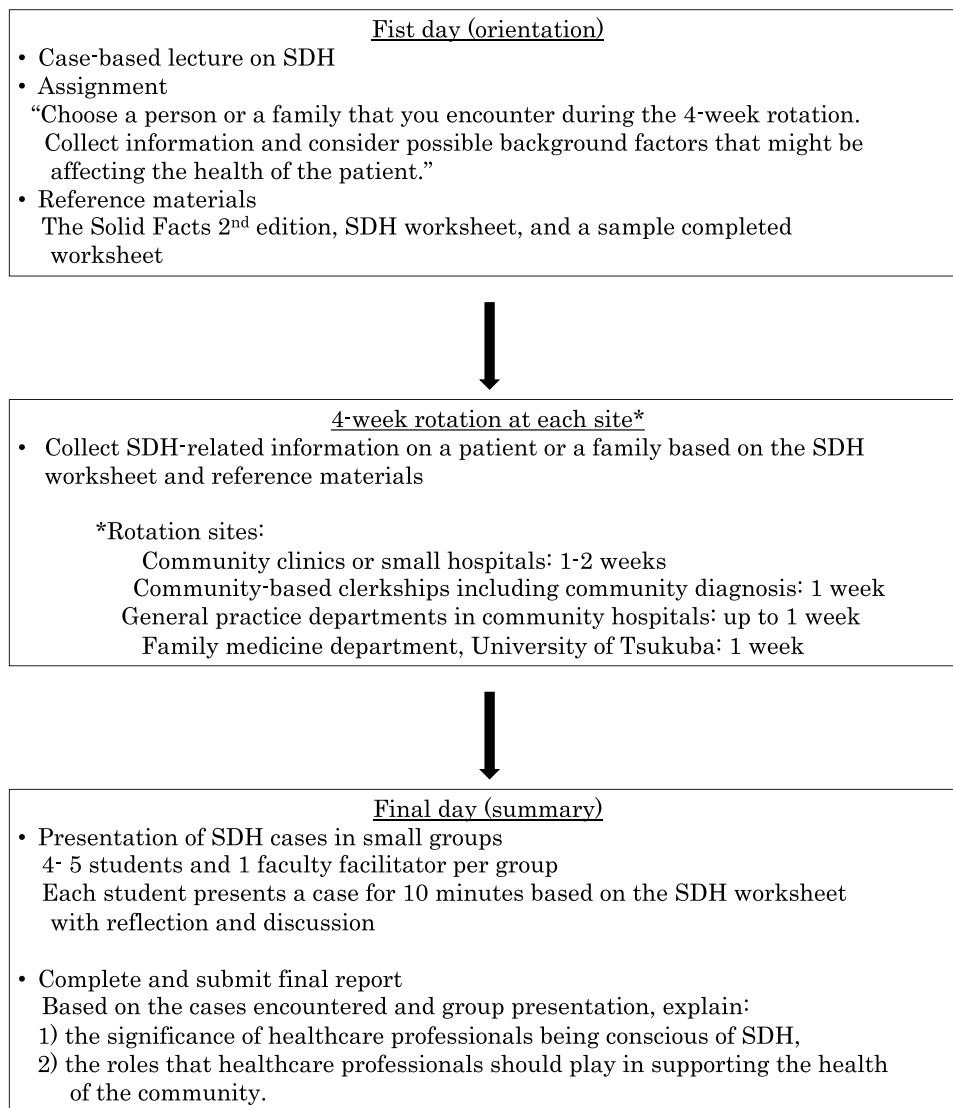 Fist day (orientation)
• Case-based lecture on SDH
• Assignment
“Choose a person or a family that you encounter during the 4-week rotation.
Collect information and consider possible background factors that might be
affecting the health of the patient.”
• Reference materials
The Solid Facts 2nd edition, SDH worksheet, and a sample completed
worksheet
4-week rotation at each site*
• Collect SDH-related information on a patient or a family based on the SDH
worksheet and reference materials
*Rotation sites:
Community clinics or small hospitals: 1-2 weeks
Community-based clerkships including community diagnosis: 1 week
General practice departments in community hospitals: up to 1 week
Family medicine department, University of Tsukuba: 1 week
Final day (summary)
• Presentation of SDH cases in small groups
4- 5 students and 1 faculty facilitator per group
Each student presents a case for 10 minutes based on the SDH worksheet
with reflection and discussion
• Complete and submit final report
Based on the cases encountered and group presentation, explain:
1) the significance of healthcare professionals being conscious of SDH,
2) the roles that healthcare professionals should play in supporting the health
of the community.